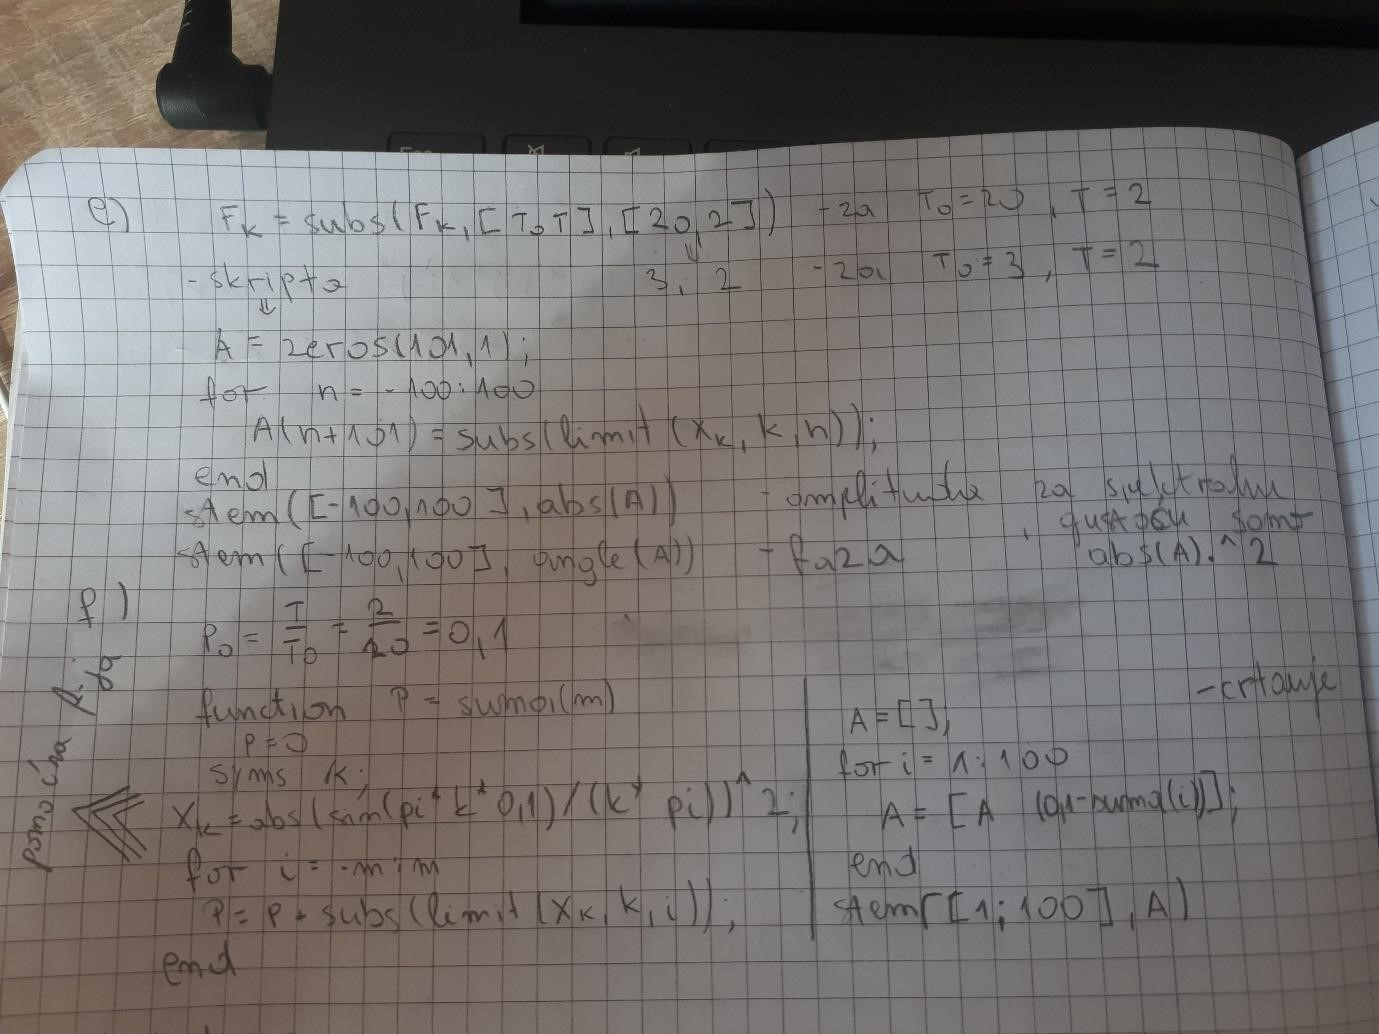 e) Fk = subs(Fk, [T0 T], [20, 2]) - za T0 = 20, T = 2
⇓
- skripta 3, 2 - za T0 = 3, T = 2
⇓
A = zeros(101,1);
for n = -100:100
A(n+101) = subs(limit(Xk, k, n));
end
stem([-100,100], abs(A)) - amplituda za spektralnu
gustoću samo
stem([-100,100], angle(A)) - faza abs(A).^2
f)
P0 = T/T0 = 2/20 = 0,1
pomoćna
function P = suma(m)
P=0
syms k;
Xk = abs(sin(pi*k*0,1)/(k*pi))^2;
for i = -m:m
P = P + subs(limit(Xk, k, i));
end
- crtanje
A = [];
for i = 1:100
A = [A (0,1-suma(i))];
end
stem([1:100], A)